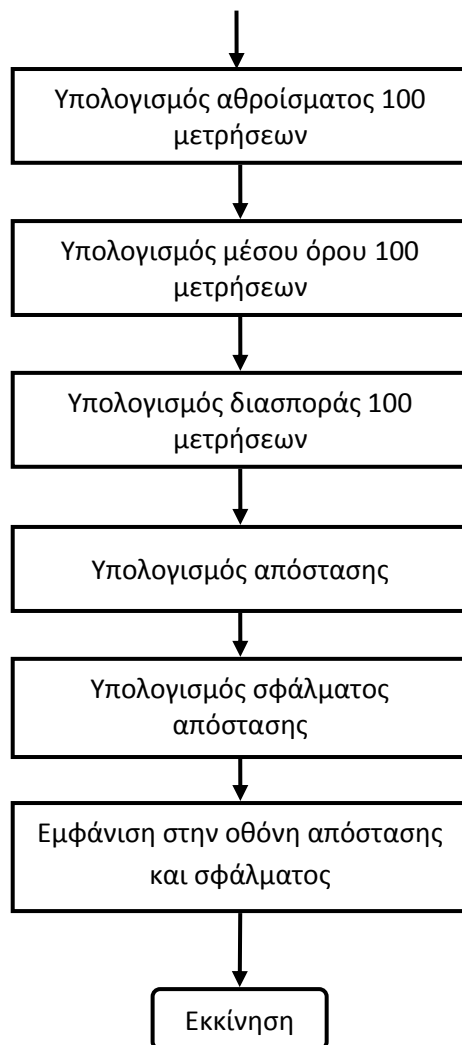 Υπολογισμός αθροίσματος 100
μετρήσεων
Υπολογισμός μέσου όρου 100
μετρήσεων
Υπολογισμός διασποράς 100
μετρήσεων
Υπολογισμός απόστασης
Υπολογισμός σφάλματος
απόστασης
Εμφάνιση στην οθόνη απόστασης
και σφάλματος
Εκκίνηση